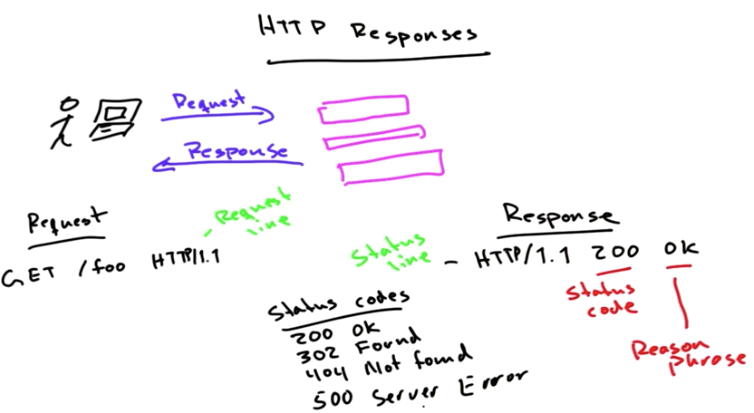 HTTP Responses
Request
Response
Request
Request
line
GET /foo HTTP/1.1
Response
Status
line
- HTTP/1.1 200 OK
Status
code
Reason
phrase
Status codes
200 OK
302 Found
404 Not found
500 Server Error